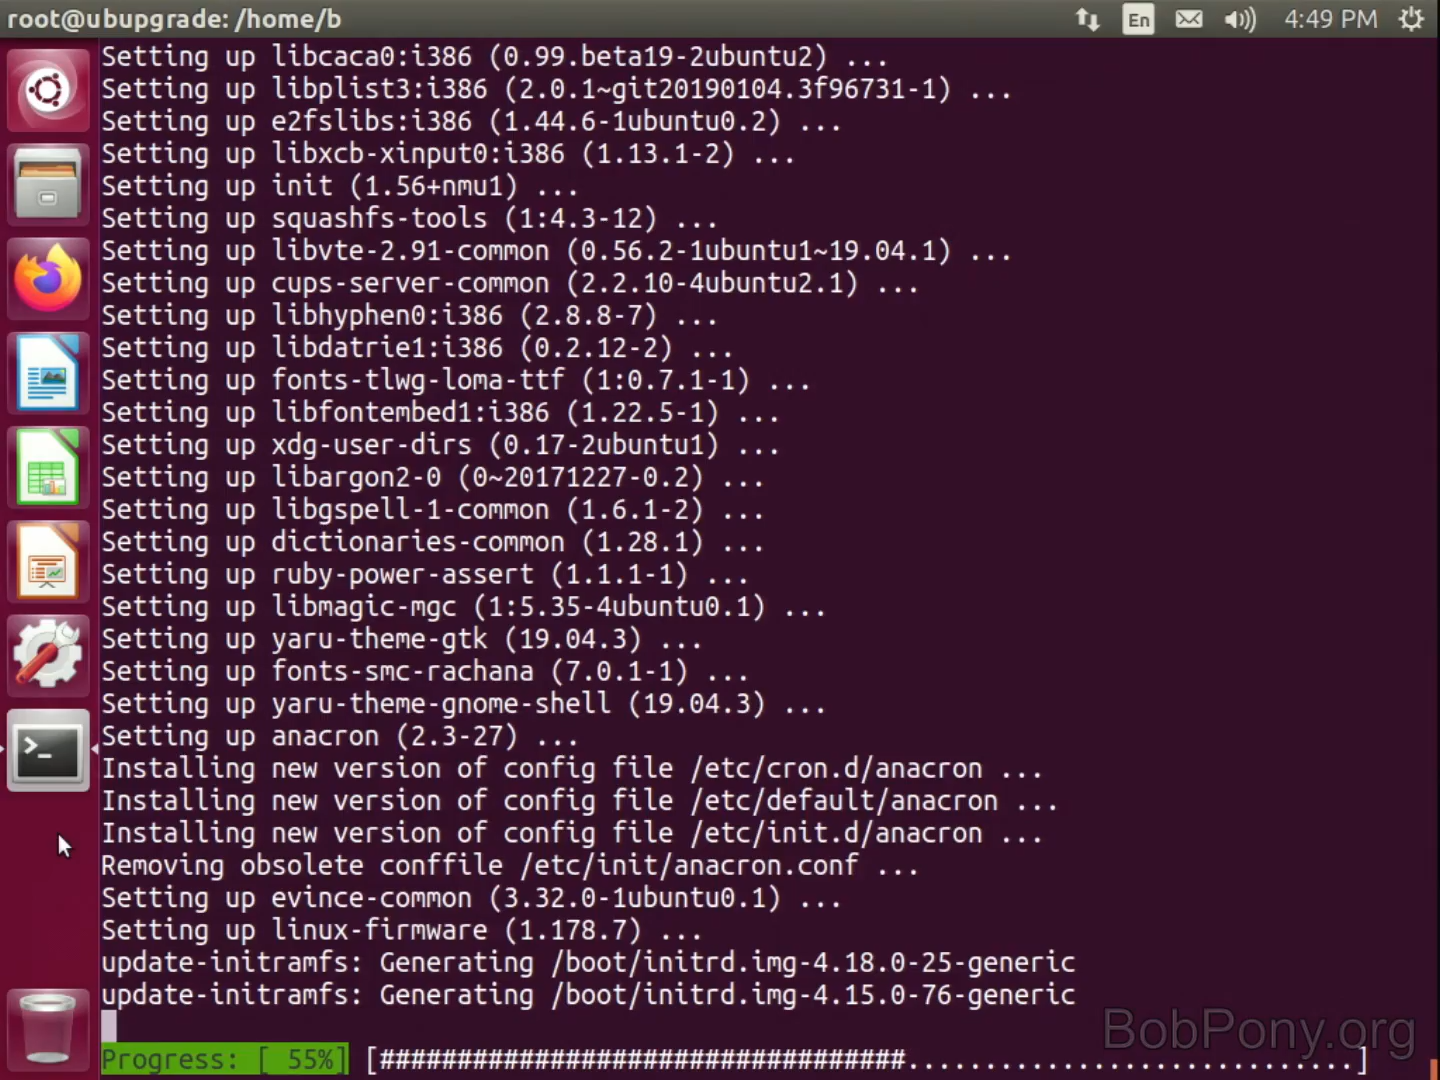 root@ubupgrade: /home/b
En
4:49 PM
Setting up libcaca0:i386 (0.99.beta19-2ubuntu2) ...
Setting up libplist3:i386 (2.0.1~git20190104.3f96731-1) ...
Setting up e2fslibs:i386 (1.44.6-1ubuntu0.2) ...
Setting up libxcb-xinput0:i386 (1.13.1-2) ...
Setting up init (1.56+nmu1) ...
Setting up squashfs-tools (1:4.3-12) ...
Setting up libvte-2.91-common (0.56.2-1ubuntu1~19.04.1) ...
Setting up cups-server-common (2.2.10-4ubuntu2.1) ...
Setting up libhyphen0:i386 (2.8.8-7) ...
Setting up libdatrie1:i386 (0.2.12-2) ...
Setting up fonts-tlwg-loma-ttf (1:0.7.1-1) ...
Setting up libfontembed1:i386 (1.22.5-1) ...
Setting up xdg-user-dirs (0.17-2ubuntu1) ...
Setting up libargon2-0 (0~20171227-0.2) ...
Setting up libgspell-1-common (1.6.1-2) ...
Setting up dictionaries-common (1.28.1) ...
Setting up ruby-power-assert (1.1.1-1) ...
Setting up libmagic-mgc (1:5.35-4ubuntu0.1) ...
Setting up yaru-theme-gtk (19.04.3) ...
Setting up fonts-smc-rachana (7.0.1-1) ...
Setting up yaru-theme-gnome-shell (19.04.3) ...
Setting up anacron (2.3-27) ...
Installing new version of config file /etc/cron.d/anacron ...
Installing new version of config file /etc/default/anacron ...
Installing new version of config file /etc/init.d/anacron ...
Removing obsolete conffile /etc/init/anacron.conf ...
Setting up evince-common (3.32.0-1ubuntu0.1) ...
Setting up linux-firmware (1.178.7) ...
update-initramfs: Generating /boot/initrd.img-4.18.0-25-generic
update-initramfs: Generating /boot/initrd.img-4.15.0-76-generic
BobPony.org
Progress: [ 55%] [##################################.............................]